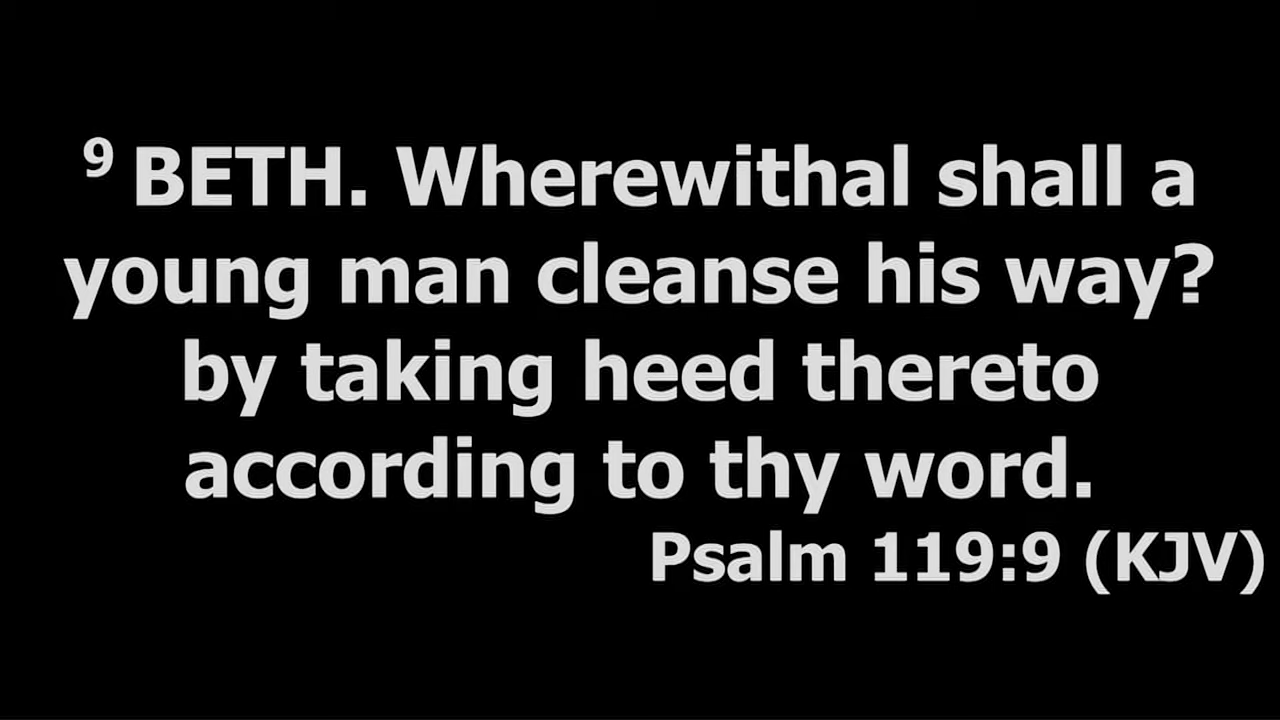 9 BETH. Wherewithal shall a
young man cleanse his way?
by taking heed thereto
according to thy word.
Psalm 119:9 (KJV)